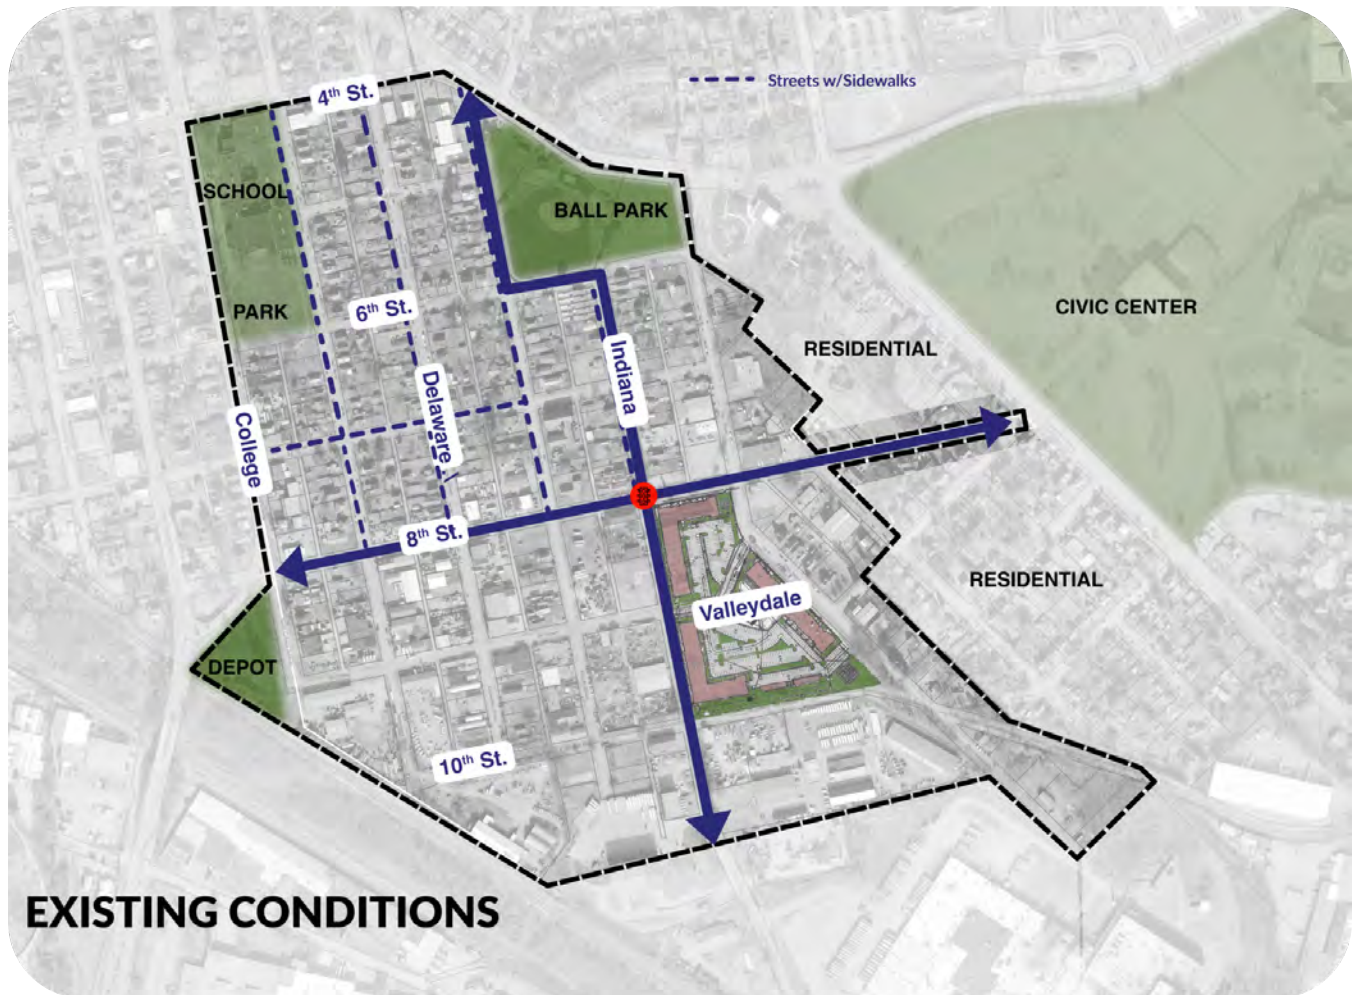 Streets w/Sidewalks
4th St.
SCHOOL
BALL PARK
PARK
6th St.
CIVIC CENTER
RESIDENTIAL
Indiana
Delaware
College
8th St.
RESIDENTIAL
Valleydale
DEPOT
10th St.
EXISTING CONDITIONS